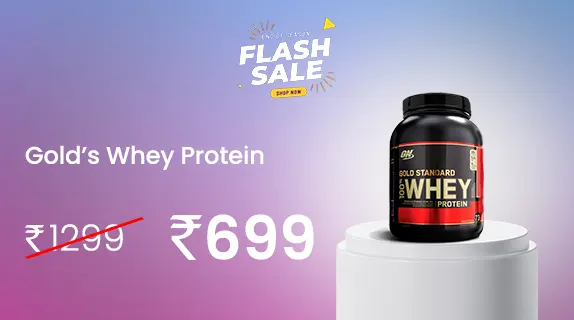 FLASH
SALE
SHOP NOW
Gold's Whey Protein
₹1299
₹699
ON
GOLD STANDARD
100%
WHEY
PROTEIN